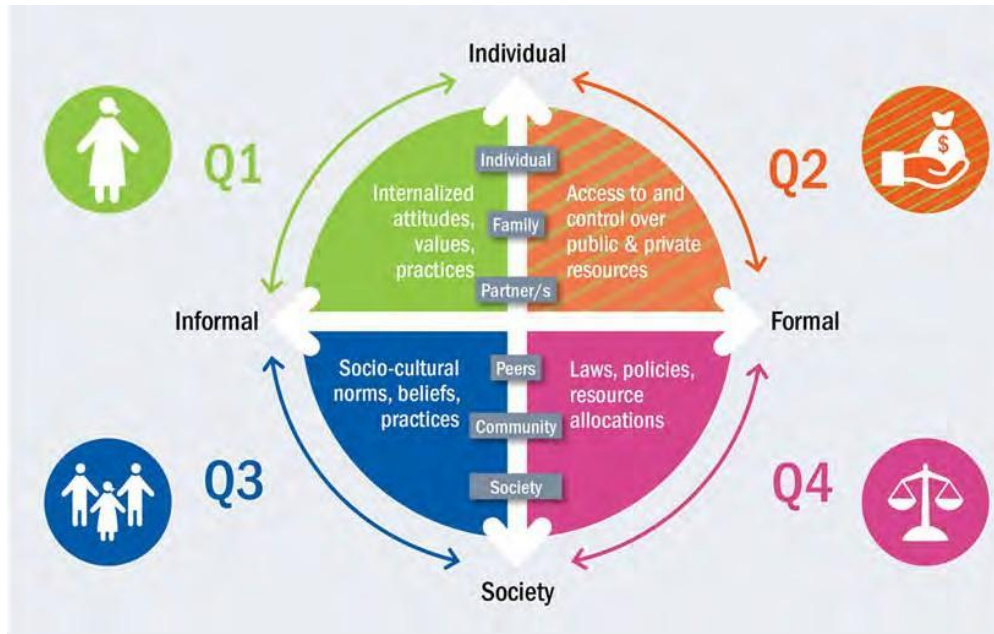 Individual
Q1
Q2
$
Individual
Internalized
attitudes,
values,
practices
Access to and
control over
public & private
resources
Family
Partner/s
Informal
Formal
Socio-cultural
norms, beliefs,
practices
Peers
Laws, policies,
resource
allocations
Community
Society
Q3
Q4
Society